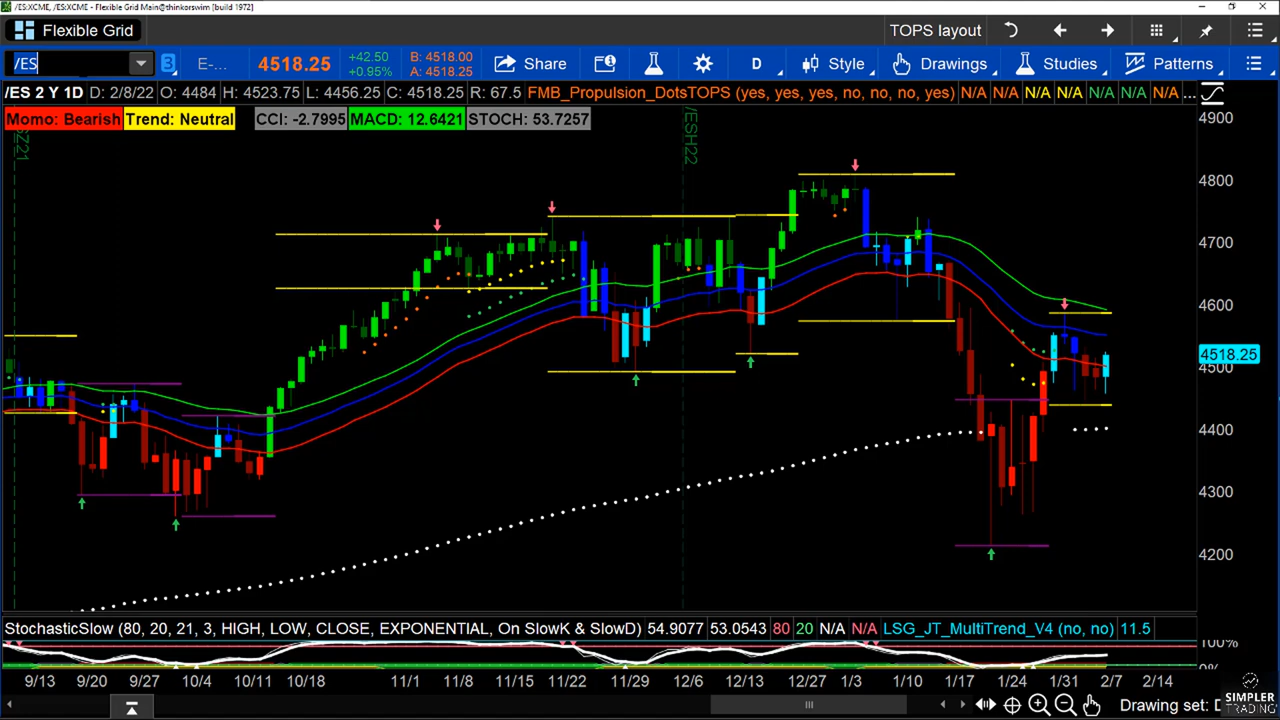 /ES:XCME, /ES:XCME - Flexible Grid Main@thinkorswim [build 1972]
Flexible Grid
TOPS layout
/ES
3
E-...
4518.25
+42.50
+0.95%
B: 4518.00
A: 4518.25
Share
D
Style
Drawings
Studies
Patterns
/ES 2 Y 1D
D: 2/8/22
O: 4484
H: 4523.75
L: 4456.25
C: 4518.25
R: 67.5
FMB_Propulsion_DotsTOPS (yes, yes, yes, no, no, no, yes)
N/A
N/A
N/A
N/A
N/A
N/A
N/A
...
Momo: Bearish
Trend: Neutral
CCI: -2.7995
MACD: 12.6421
STOCH: 53.7257
/ESH22
4900
4800
4700
4600
4518.25
4500
4400
4300
4200
StochasticSlow (80, 20, 21, 3, HIGH, LOW, CLOSE, EXPONENTIAL, On SlowK & SlowD)
54.9077
53.0543
80
20
N/A
N/A
LSG_JT_MultiTrend_V4 (no, no)
11.5
100%
0%
9/13
9/20
9/27
10/4
10/11
10/18
11/1
11/8
11/15
11/22
11/29
12/6
12/13
12/27
1/3
1/10
1/17
1/24
1/31
2/7
2/14
Drawing set: D
SIMPLER
TRADING